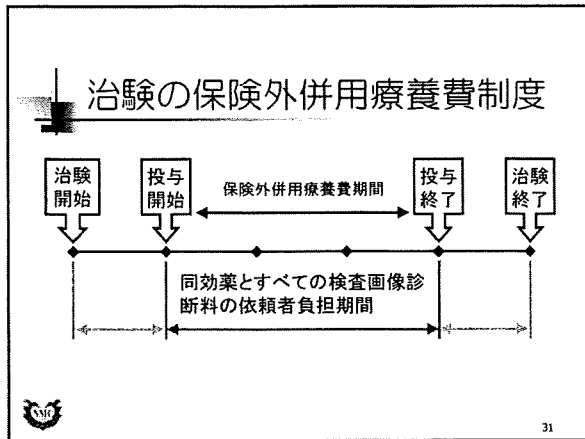 治験の保険外併用療養費制度
治験
開始
投与
開始
保険外併用療養費期間
投与
終了
治験
終了
同効薬とすべての検査画像診
断料の依頼者負担期間
NMC
31